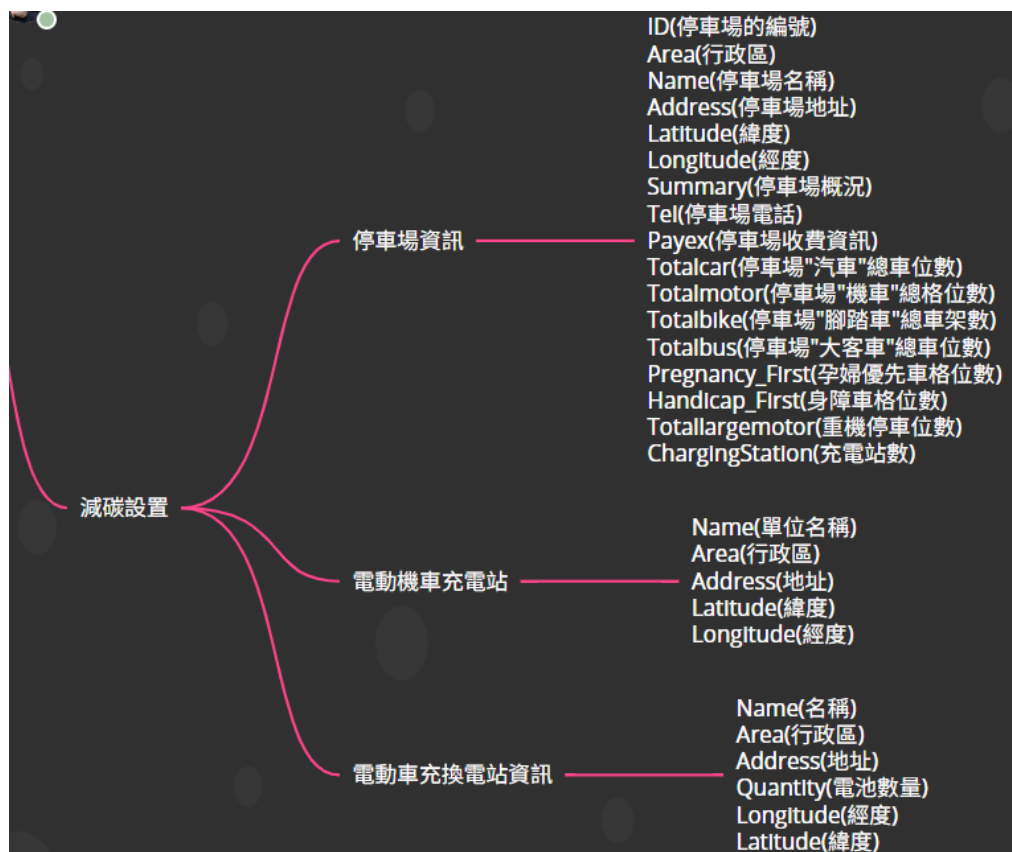 ID(停車場的編號)
Area(行政區)
Name(停車場名稱)
Address(停車場地址)
Latitude(緯度)
Longitude(經度)
Summary(停車場概況)
Tel(停車場電話)
Payex(停車場收費資訊)
Totalcar(停車場"汽車"總車位數)
Totalmotor(停車場"機車"總格位數)
Totalbike(停車場"腳踏車"總車架數)
Totalbus(停車場"大客車"總車位數)
Pregnancy_First(孕婦優先車格位數)
Handicap_First(身障車格位數)
Totallargemotor(重機停車位數)
ChargingStation(充電站數)
停車場資訊
減碳設置
電動機車充電站
Name(單位名稱)
Area(行政區)
Address(地址)
Latitude(緯度)
Longitude(經度)
電動車充換電站資訊
Name(名稱)
Area(行政區)
Address(地址)
Quantity(電池數量)
Longitude(經度)
Latitude(緯度)